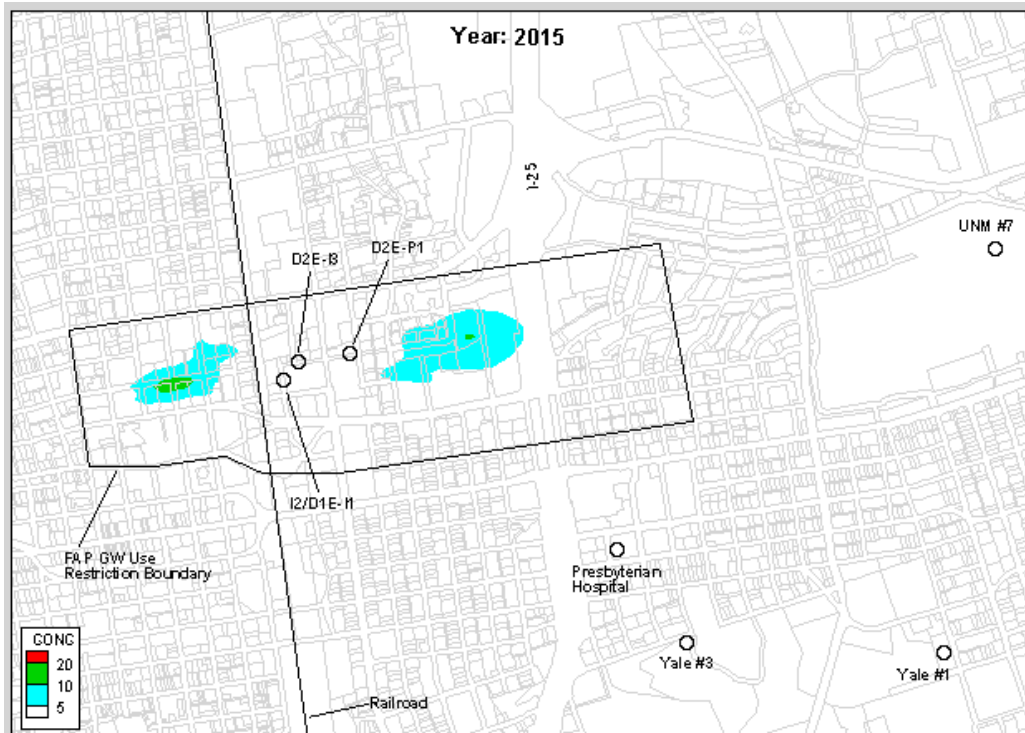 Year: 2015
I-25
UNM #7
D2E-P1
D2E-I3
I2/D1E-I1
FAP GW Use
Restriction Boundary
Presbyterian
Hospital
CONC
20
10
5
Yale #3
Yale #1
Railroad